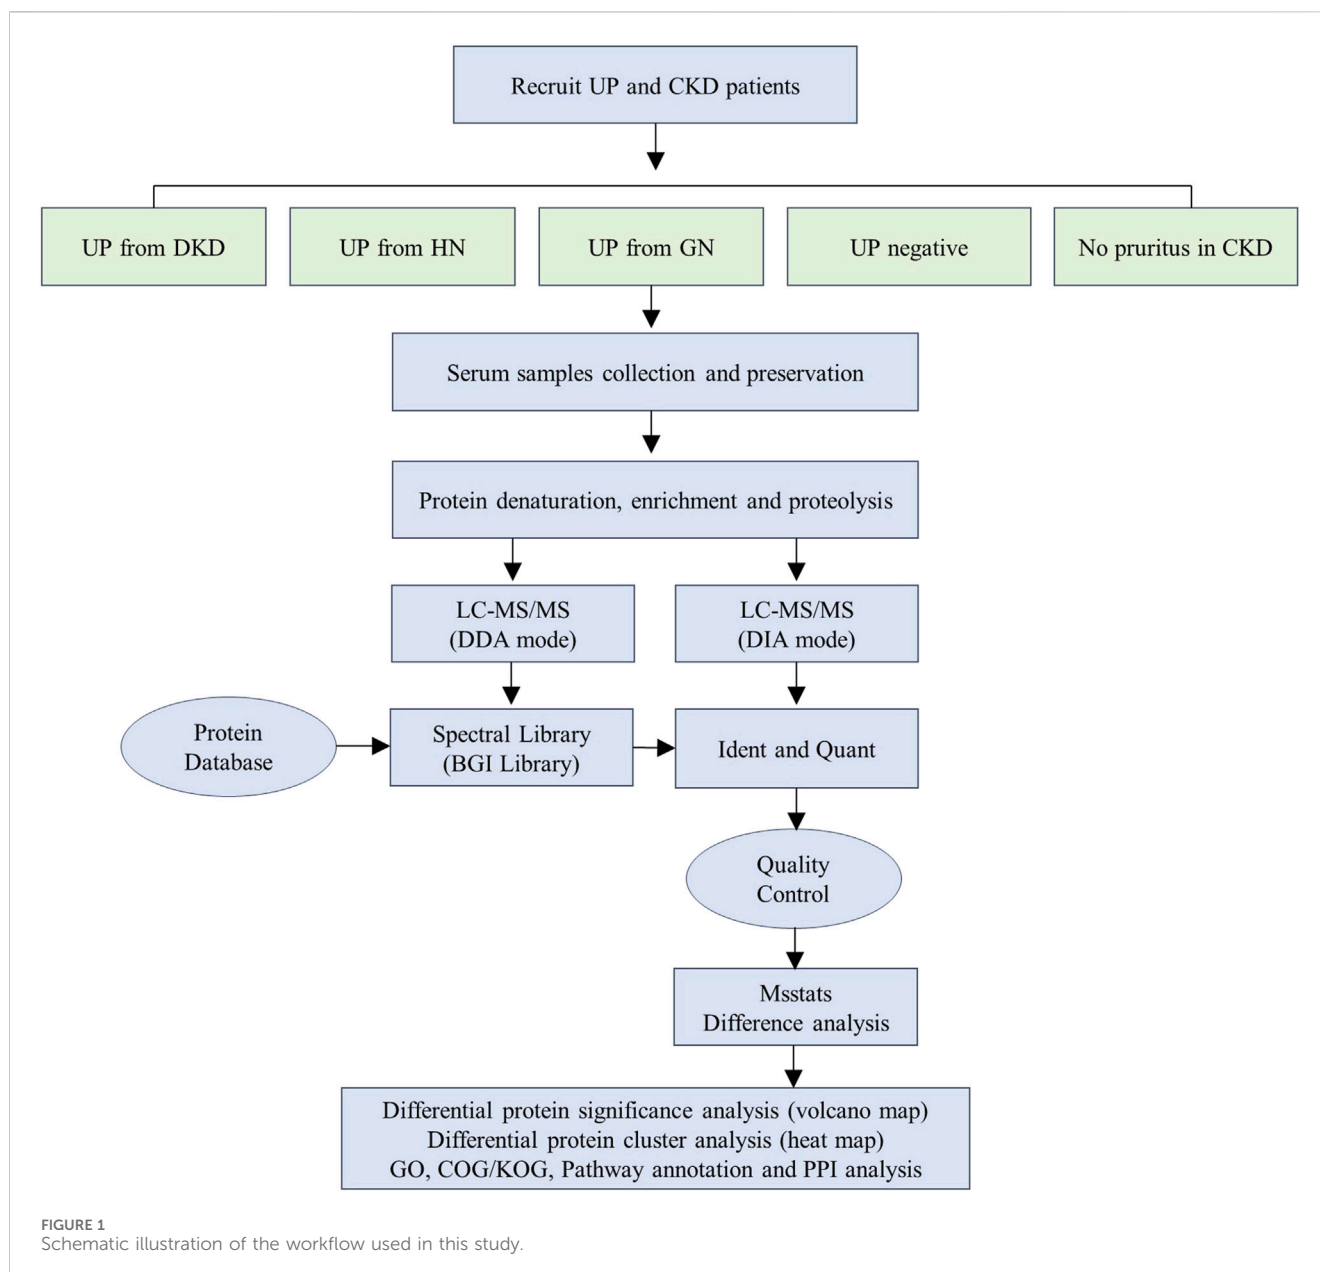 Recruit UP and CKD patients
UP from DKD
UP from HN
UP from GN
UP negative
No pruritus in CKD
Serum samples collection and preservation
Protein denaturation, enrichment and proteolysis
LC-MS/MS
(DDA mode)
LC-MS/MS
(DIA mode)
Protein
Database
Spectral Library
(BGI Library)
Ident and Quant
Quality
Control
Msstats
Difference analysis
Differential protein significance analysis (volcano map)
Differential protein cluster analysis (heat map)
GO, COG/KOG, Pathway annotation and PPI analysis
FIGURE 1
Schematic illustration of the workflow used in this study.